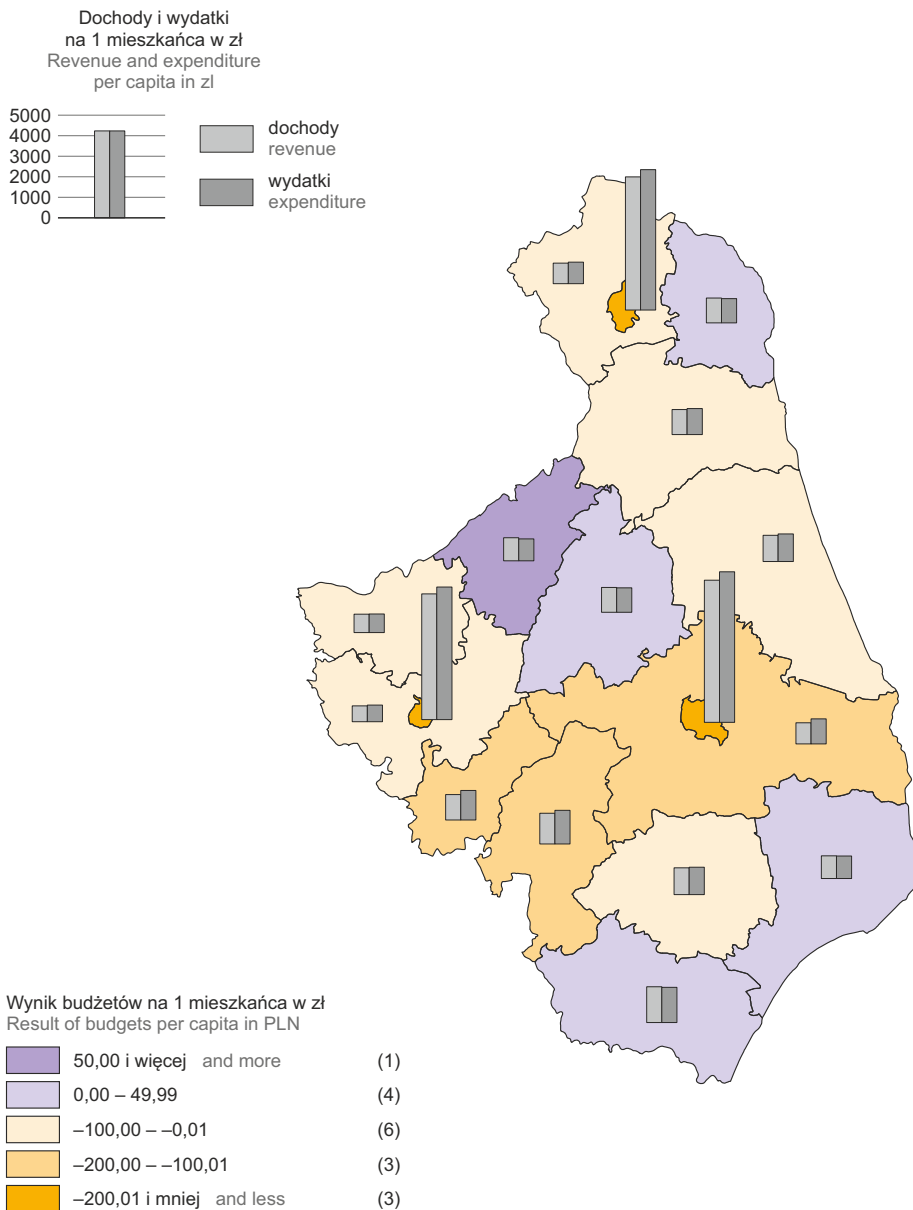 Dochody i wydatki
na 1 mieszkańca w zł
Revenue and expenditure
per capita in zl
5000
4000
3000
2000
1000
0
dochody
revenue
wydatki
expenditure
Wynik budżetów na 1 mieszkańca w zł
Result of budgets per capita in PLN
50,00 i więcej and more (1)
0,00 – 49,99 (4)
–100,00 – –0,01 (6)
–200,00 – –100,01 (3)
–200,01 i mniej and less (3)